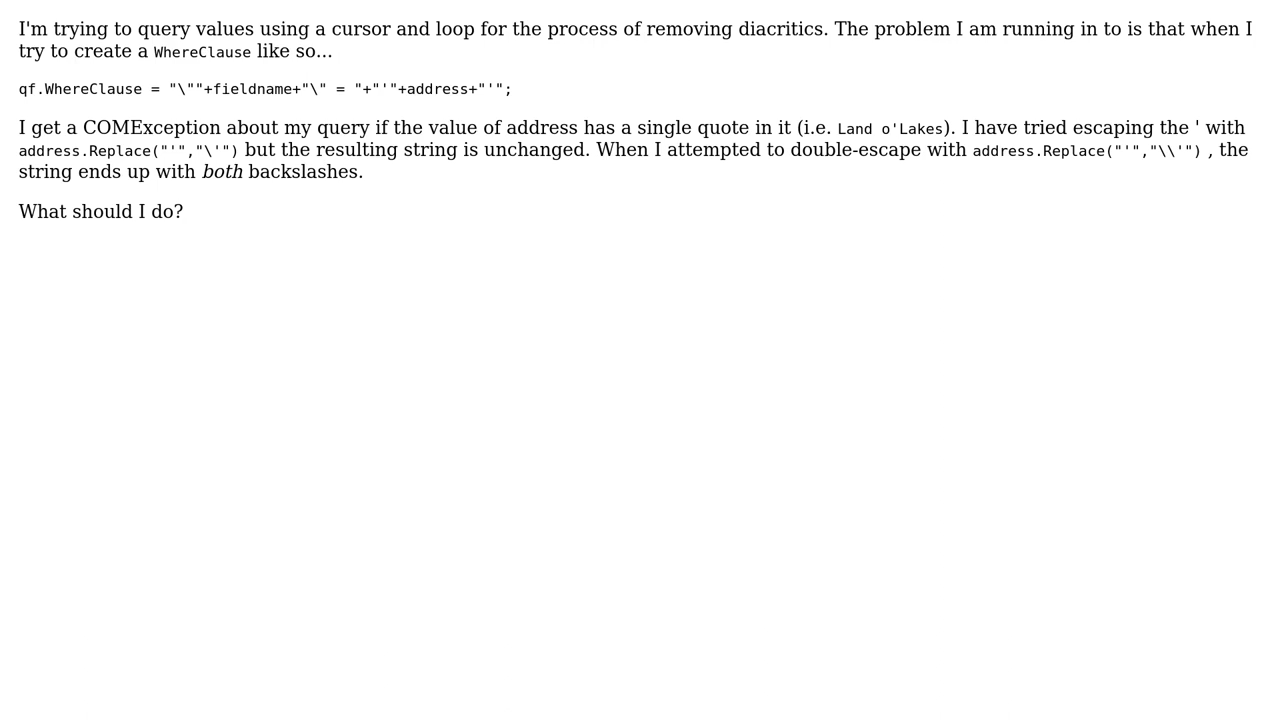 I'm trying to query values using a cursor and loop for the process of removing diacritics. The problem I am running in to is that when I
try to create a WhereClause like so...
qf.WhereClause = "\""+fieldname+"\" = "+"'"+address+"'";
I get a COMException about my query if the value of address has a single quote in it (i.e. Land o'Lakes). I have tried escaping the ' with
address.Replace("'","\'") but the resulting string is unchanged. When I attempted to double-escape with address.Replace("'","\\'") , the
string ends up with both backslashes.
What should I do?